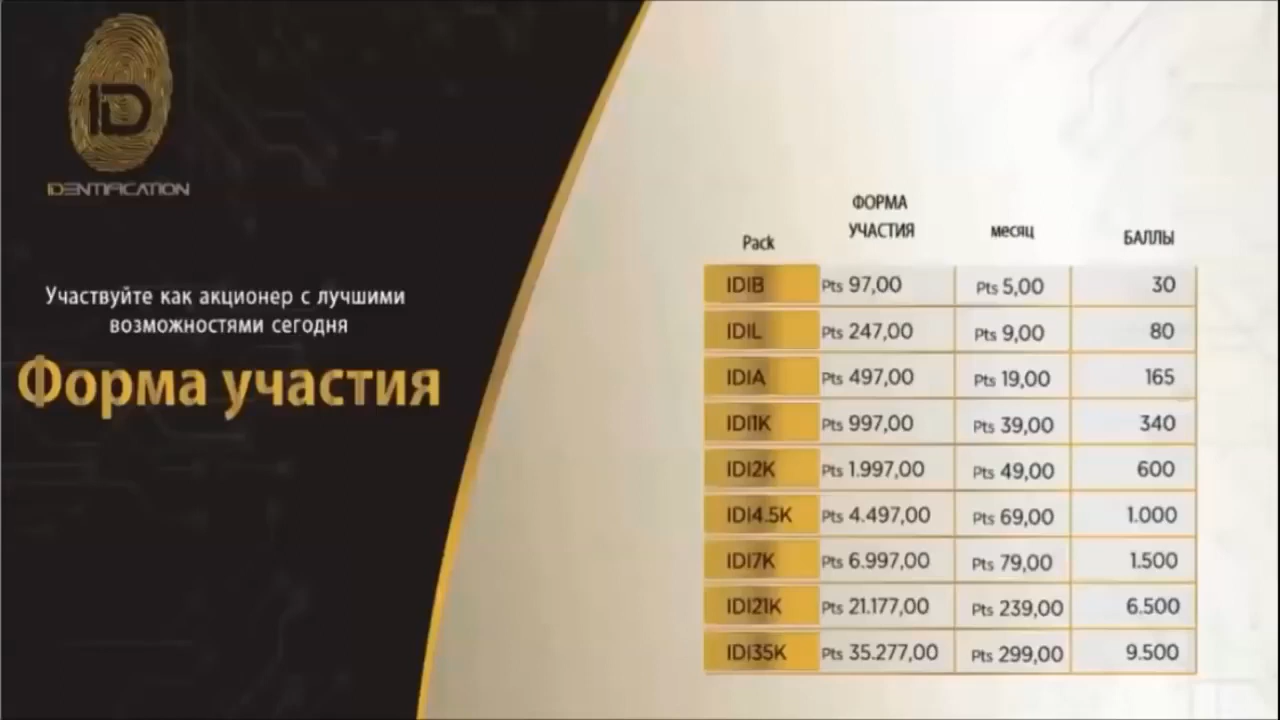 ID
IDENTIFICATION
Участвуйте как акционер с лучшими
возможностями сегодня
Форма участия
Pack ФОРМА УЧАСТИЯ месяц БАЛЛЫ
IDIB Pts 97,00 Pts 5,00 30
IDIL Pts 247,00 Pts 9,00 80
IDIA Pts 497,00 Pts 19,00 165
IDI1K Pts 997,00 Pts 39,00 340
IDI2K Pts 1.997,00 Pts 49,00 600
IDI4.5K Pts 4.497,00 Pts 69,00 1.000
IDI7K Pts 6.997,00 Pts 79,00 1.500
IDI21K Pts 21.177,00 Pts 239,00 6.500
IDI35K Pts 35.277,00 Pts 299,00 9.500